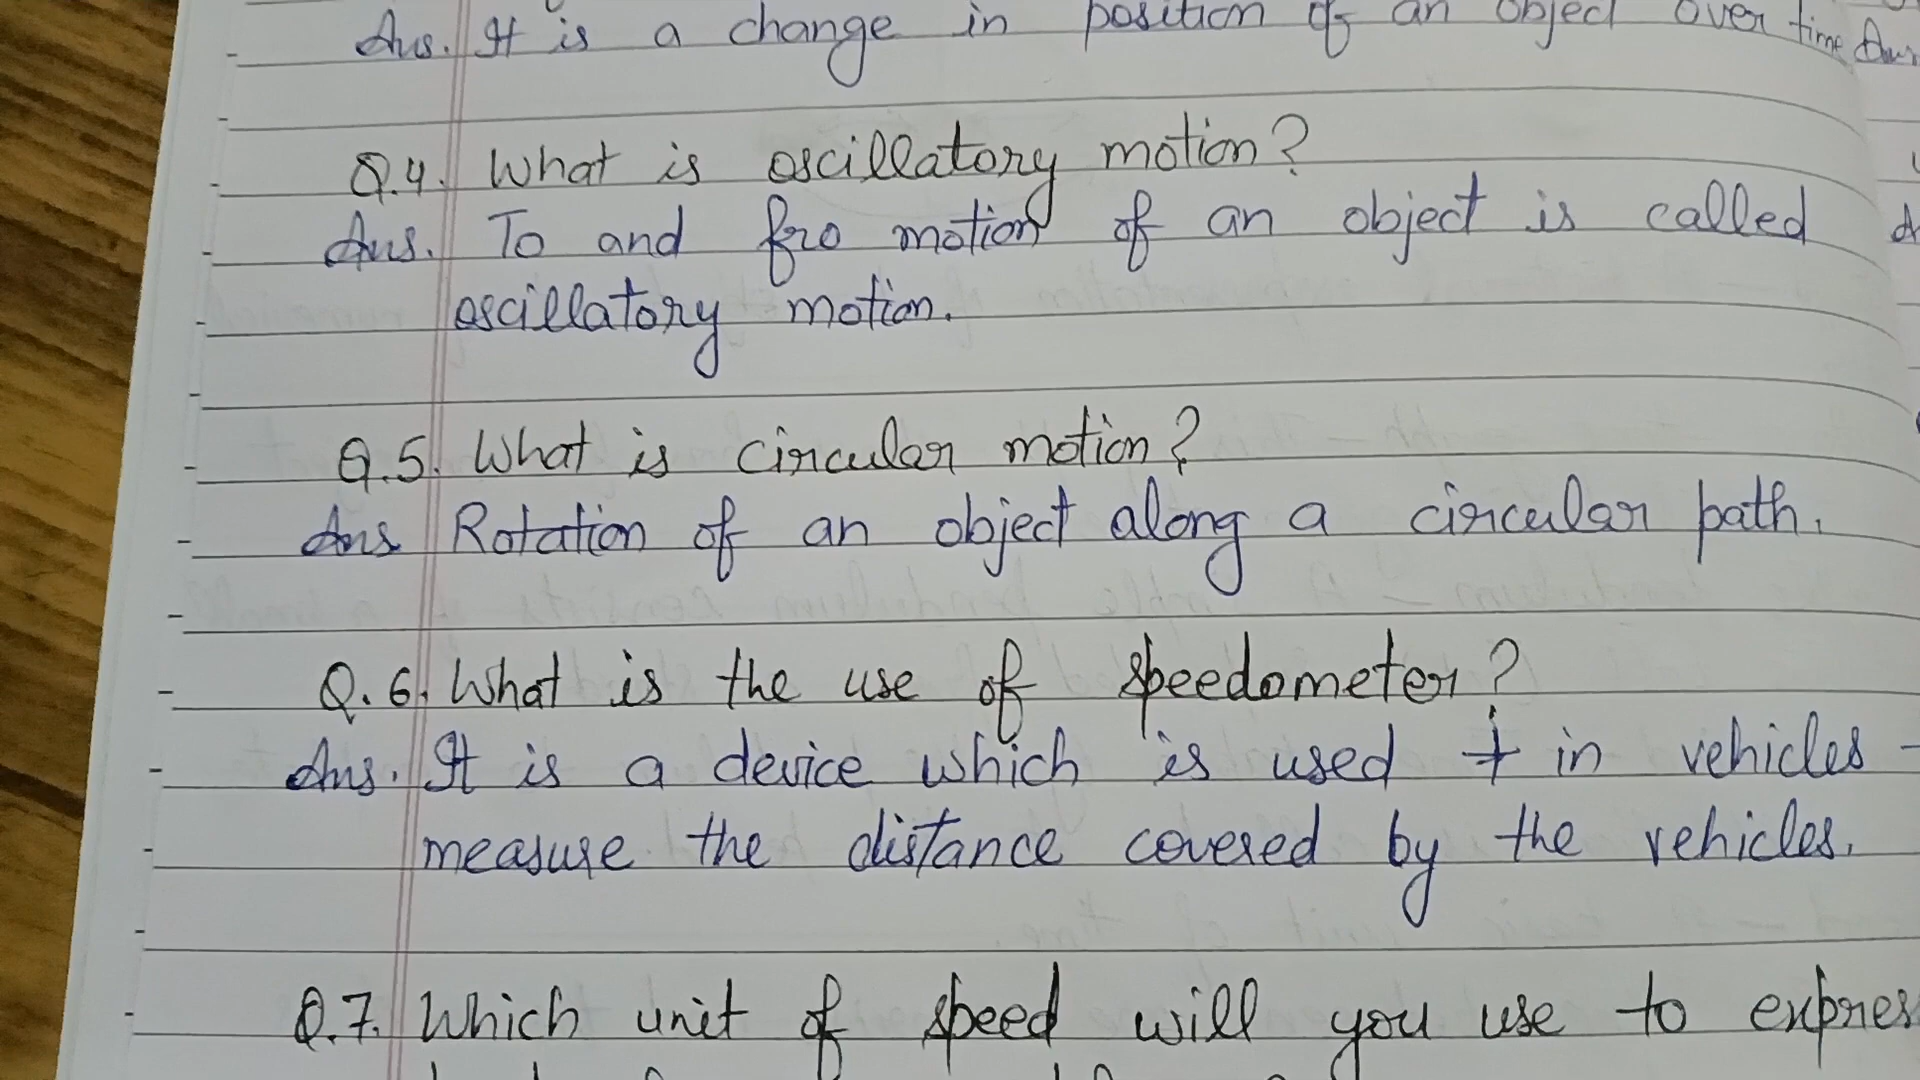 Ans. It is a change in position of an object over time Ans.
Q.4. What is oscillatory motion?
Ans. To and fro motion of an object is called
oscillatory motion.
Q.5. What is circular motion?
Ans Rotation of an object along a circular path.
Q.6. What is the use of speedometer?
Ans. It is a device which is used in vehicles
measure the distance covered by the vehicles.
Q.7. Which unit of speed will you use to expres